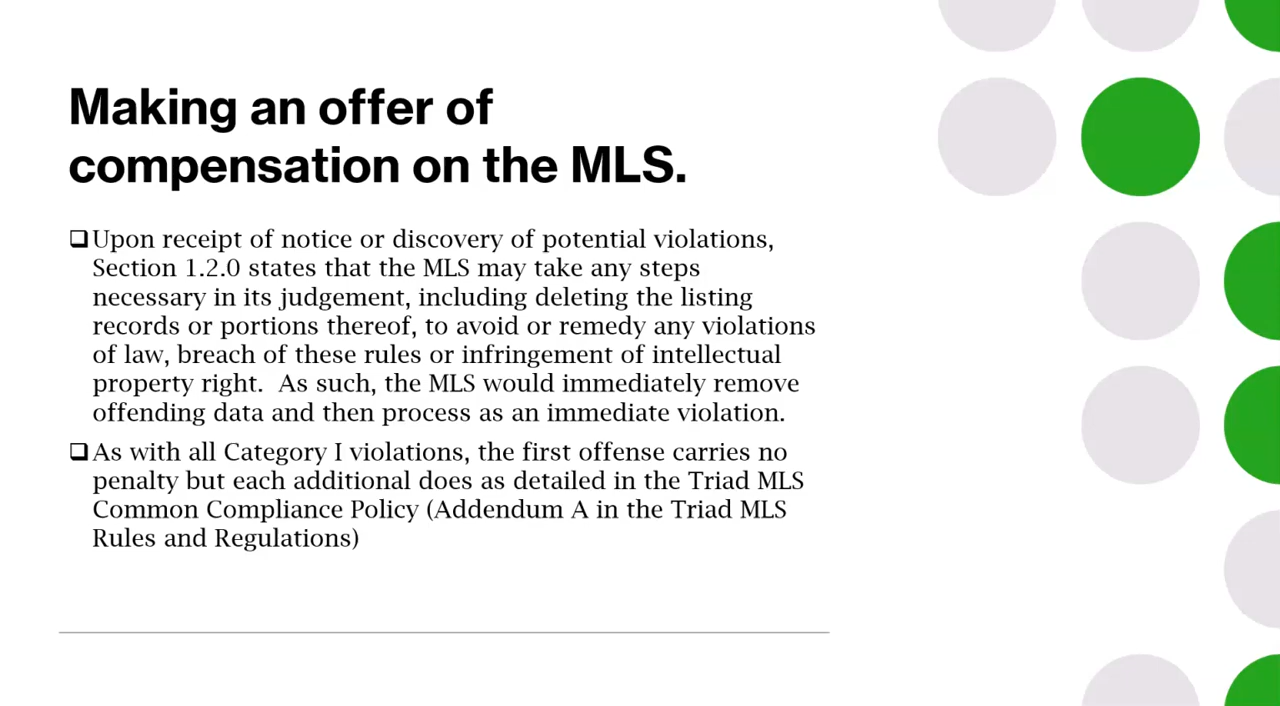 Making an offer of
compensation on the MLS.
❑Upon receipt of notice or discovery of potential violations,
Section 1.2.0 states that the MLS may take any steps
necessary in its judgement, including deleting the listing
records or portions thereof, to avoid or remedy any violations
of law, breach of these rules or infringement of intellectual
property right.  As such, the MLS would immediately remove
offending data and then process as an immediate violation.
❑As with all Category I violations, the first offense carries no
penalty but each additional does as detailed in the Triad MLS
Common Compliance Policy (Addendum A in the Triad MLS
Rules and Regulations)